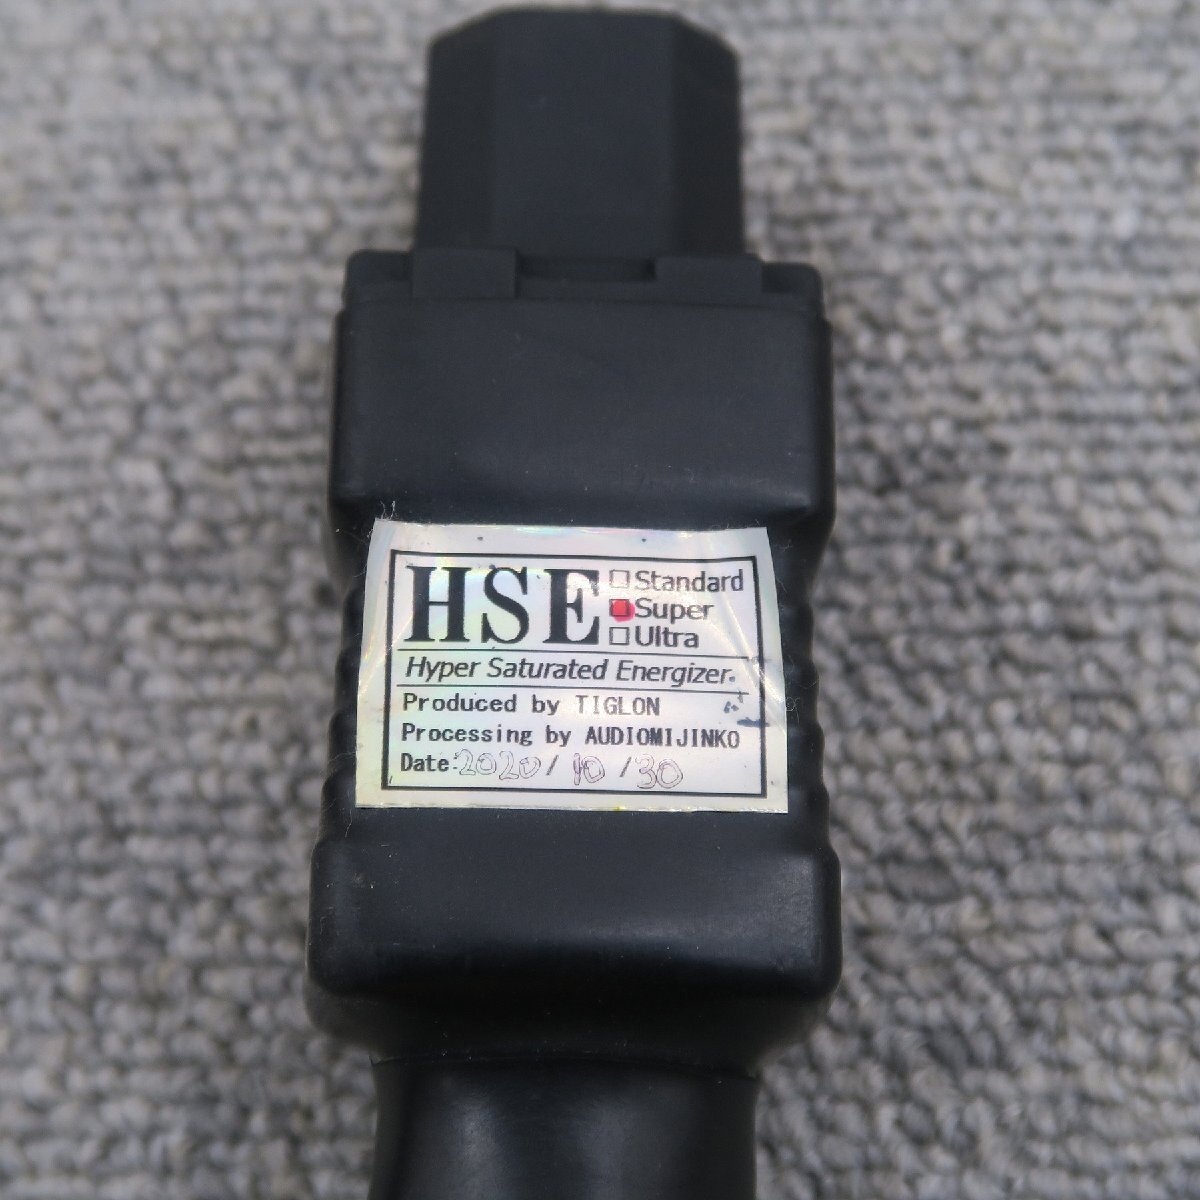 HSE
□Standard
□Super
□Ultra
Hyper Saturated Energizer.
Produced by TIGLON
Processing by AUDIOMIJINKO
Date:2020/10/30